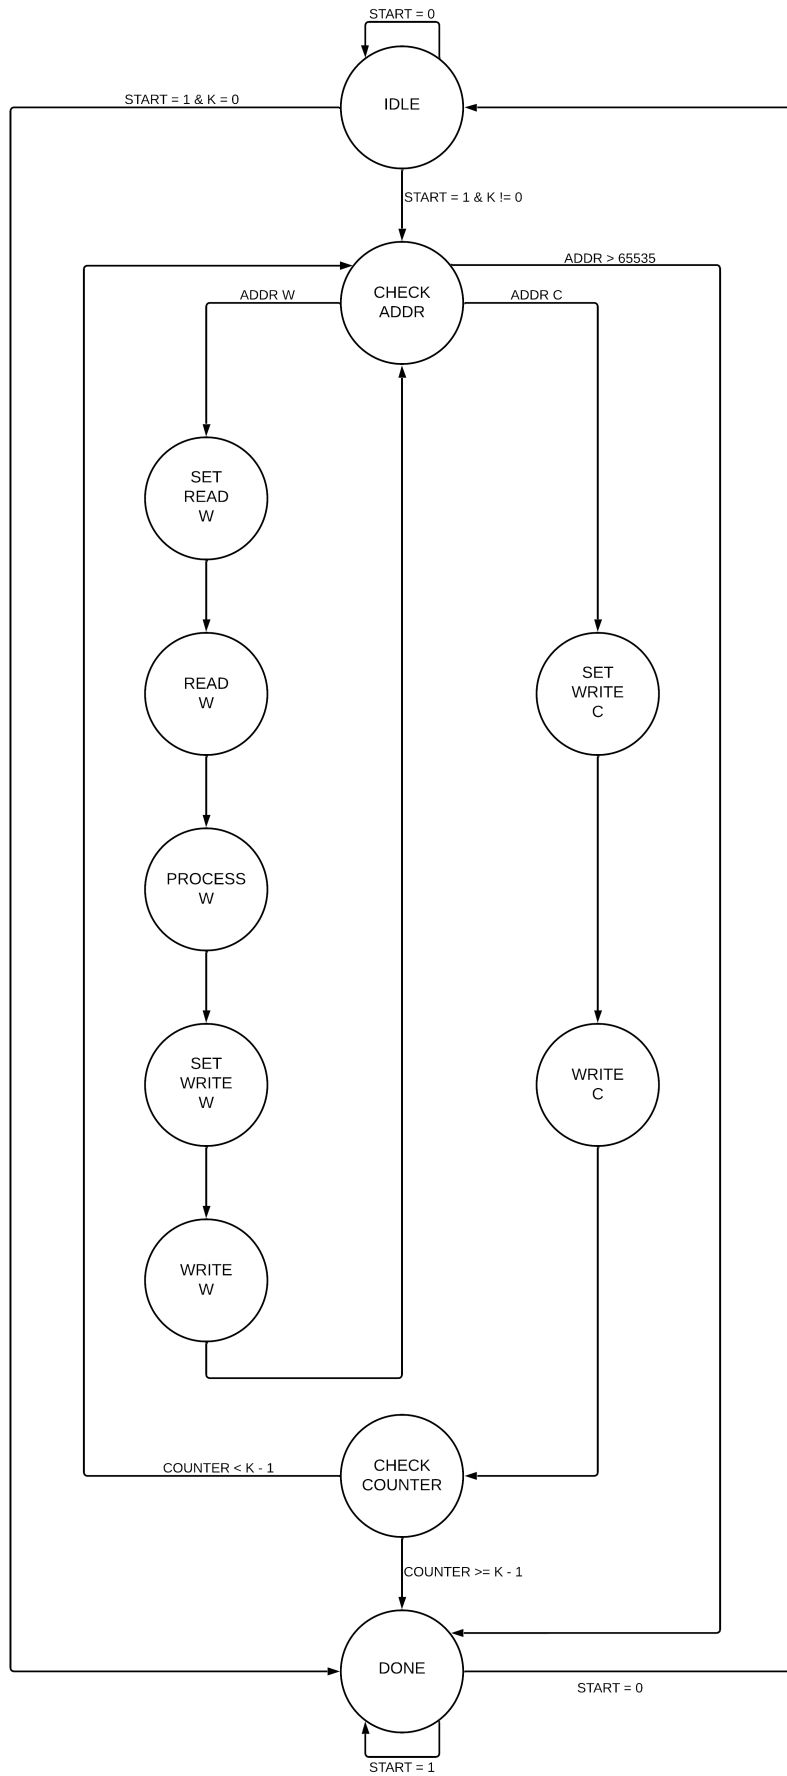 START = 0
IDLE
START = 1 & K = 0
START = 1 & K != 0
ADDR > 65535
CHECK
ADDR
ADDR W
ADDR C
SET
READ
W
READ
W
SET
WRITE
C
PROCESS
W
SET
WRITE
W
WRITE
C
WRITE
W
CHECK
COUNTER
COUNTER < K - 1
COUNTER >= K - 1
DONE
START = 0
START = 1